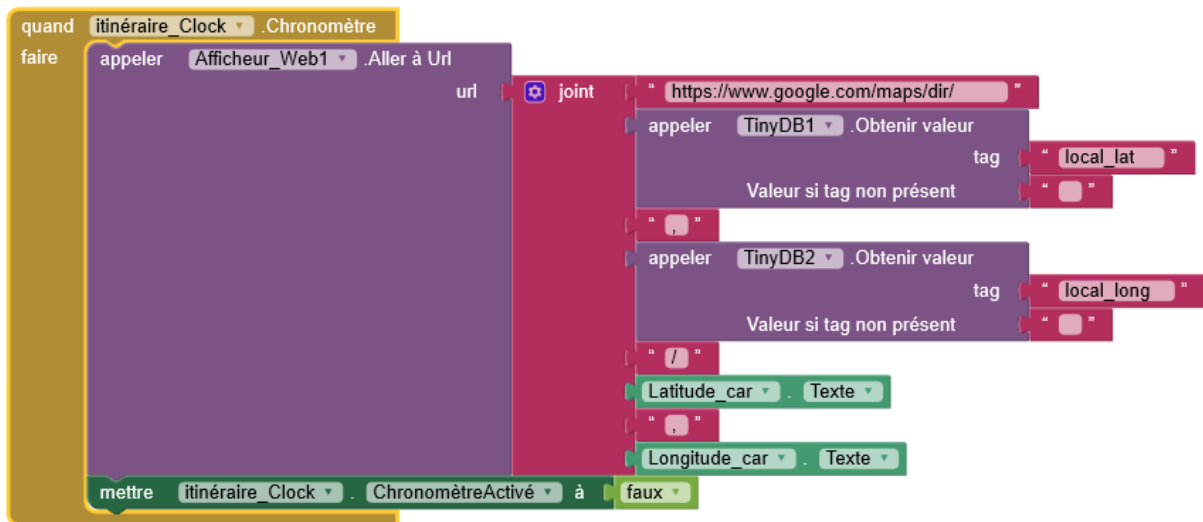 quand itinéraire_Clock .Chronomètre
faire appeler Afficheur_Web1 .Aller à Url
url joint “ https://www.google.com/maps/dir/ ”
appeler TinyDB1 .Obtenir valeur
tag “ local_lat ”
Valeur si tag non présent “ ”
“ , ”
appeler TinyDB2 .Obtenir valeur
tag “ local_long ”
Valeur si tag non présent “ ”
“ / ”
Latitude_car . Texte
“ , ”
Longitude_car . Texte
mettre itinéraire_Clock . ChronomètreActivé à faux